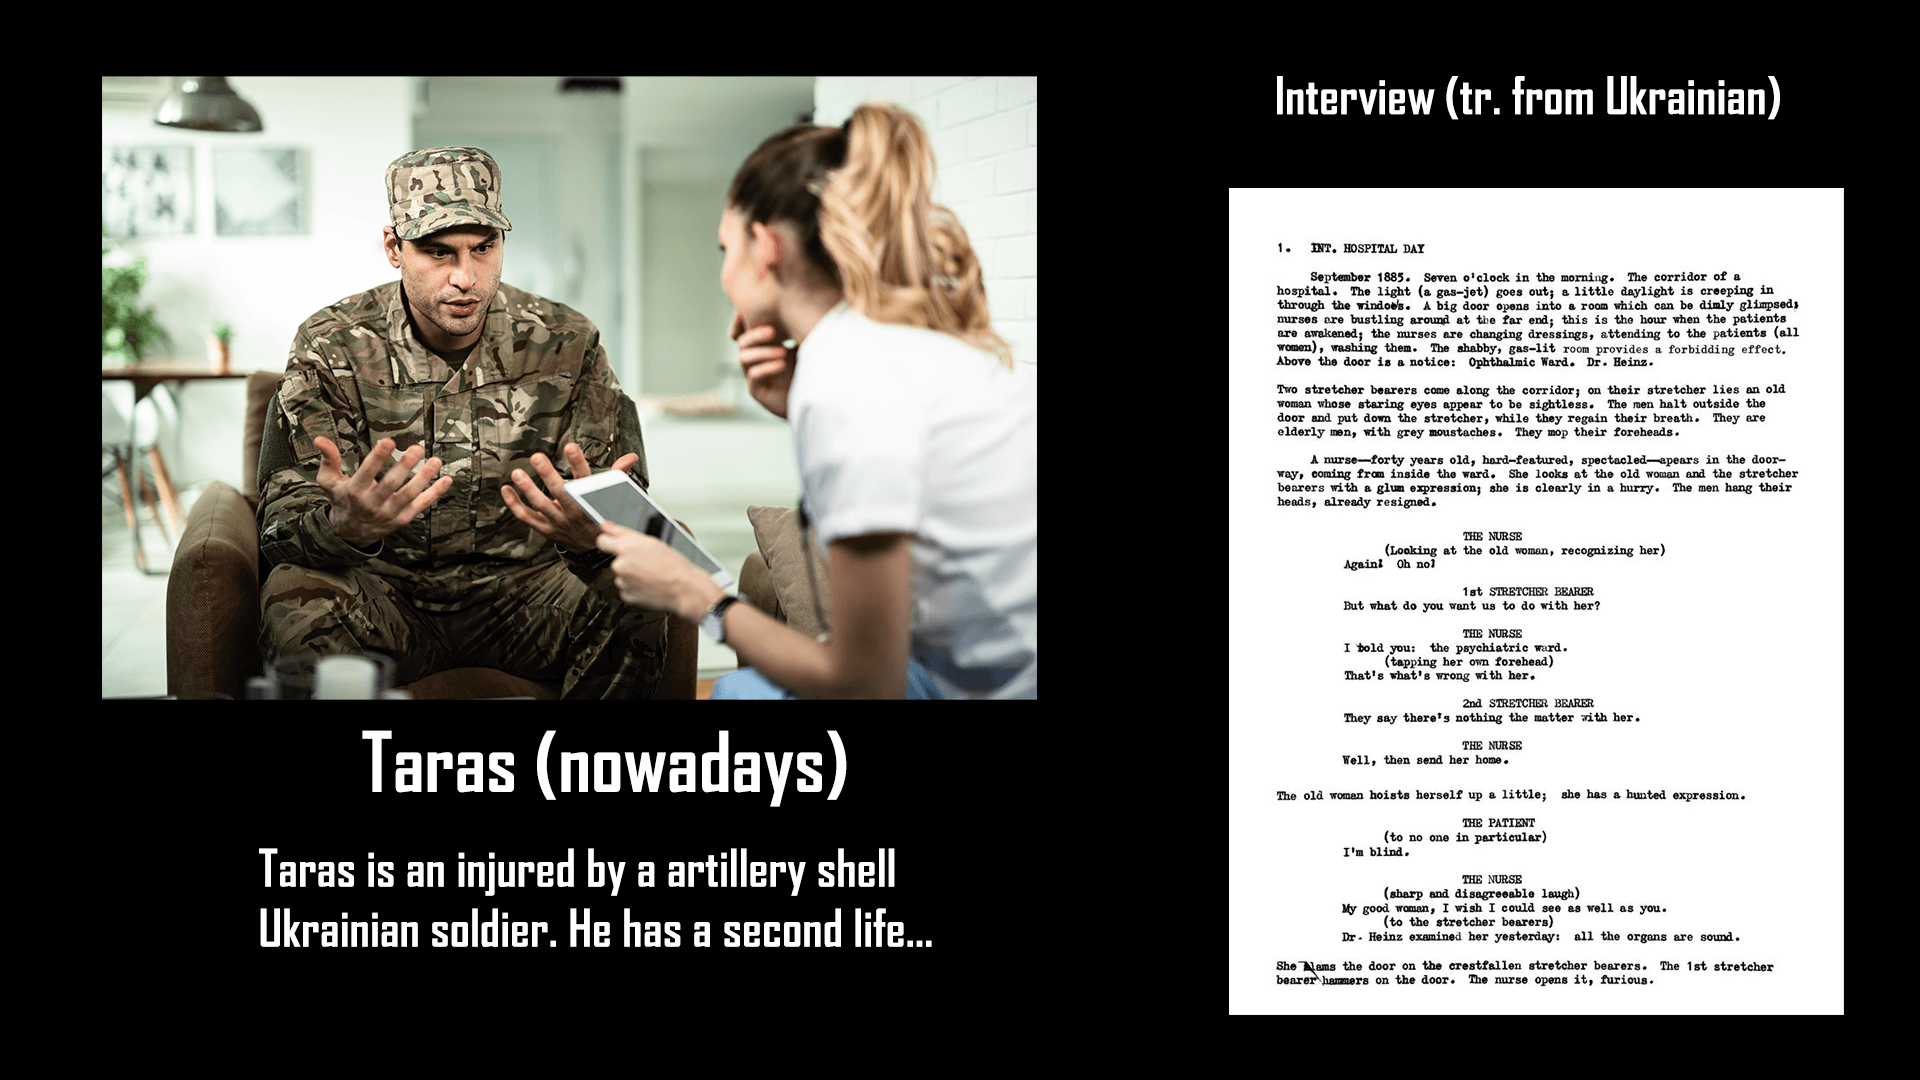 Taras (nowadays)
Taras is an injured by a artillery shell
Ukrainian soldier. He has a second life...
Interview (tr. from Ukrainian)
1. INT. HOSPITAL DAY
September 1885. Seven o'clock in the morning. The corridor of a
hospital. The light (a gas-jet) goes out; a little daylight is creeping in
through the windows. A big door opens into a room which can be dimly glimpsed;
nurses are bustling around at the far end; this is the hour when the patients
are awakened; the nurses are changing dressings, attending to the patients (all
women), washing them. The shabby, gas-lit room provides a forbidding effect.
Above the door is a notice: Ophthalmic Ward. Dr. Heinz.
Two stretcher bearers come along the corridor; on their stretcher lies an old
woman whose staring eyes appear to be sightless. The men halt outside the
door and put down the stretcher, while they regain their breath. They are
elderly men, with grey moustaches. They mop their foreheads.
A nurse—forty years old, hard-featured, spectacled—apears in the door-
way, coming from inside the ward. She looks at the old woman and the stretcher
bearers with a glum expression; she is clearly in a hurry. The men hang their
heads, already resigned.
THE NURSE
(Looking at the old woman, recognizing her)
Again! Oh no!
1st STRETCHER BEARER
But what do you want us to do with her?
THE NURSE
I told you: the psychiatric ward.
(tapping her own forehead)
That's what's wrong with her.
2nd STRETCHER BEARER
They say there's nothing the matter with her.
THE NURSE
Well, then send her home.
The old woman hoists herself up a little; she has a hunted expression.
THE PATIENT
(to no one in particular)
I'm blind.
THE NURSE
(sharp and disagreeable laugh)
My good woman, I wish I could see as well as you.
(to the stretcher bearers)
Dr. Heinz examined her yesterday: all the organs are sound.
She slams the door on the crestfallen stretcher bearers. The 1st stretcher
bearer hammers on the door. The nurse opens it, furious.